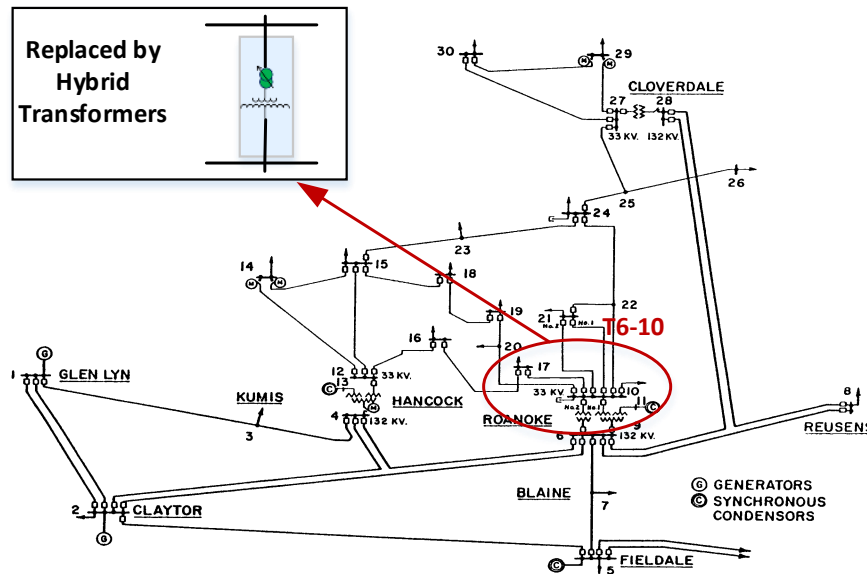 Replaced by
Hybrid
Transformers
30
29
M
M
CLOVERDALE
27
28
33 KV.
132 KV.
26
25
24
23
14
M
M
15
18
19
21
No. 2
No. 1
22
T6-10
16
20
17
12
33 KV.
13
C
HANCOCK
M
4
132 KV.
33 KV.
10
No.2
No.1
11
C
ROANOKE
6
9
132 KV.
8
REUSENS
G
1
GLEN LYN
KUMIS
3
BLAINE
7
G GENERATORS
C SYNCHRONOUS
CONDENSORS
2
CLAYTOR
G
C
5
FIELDALE